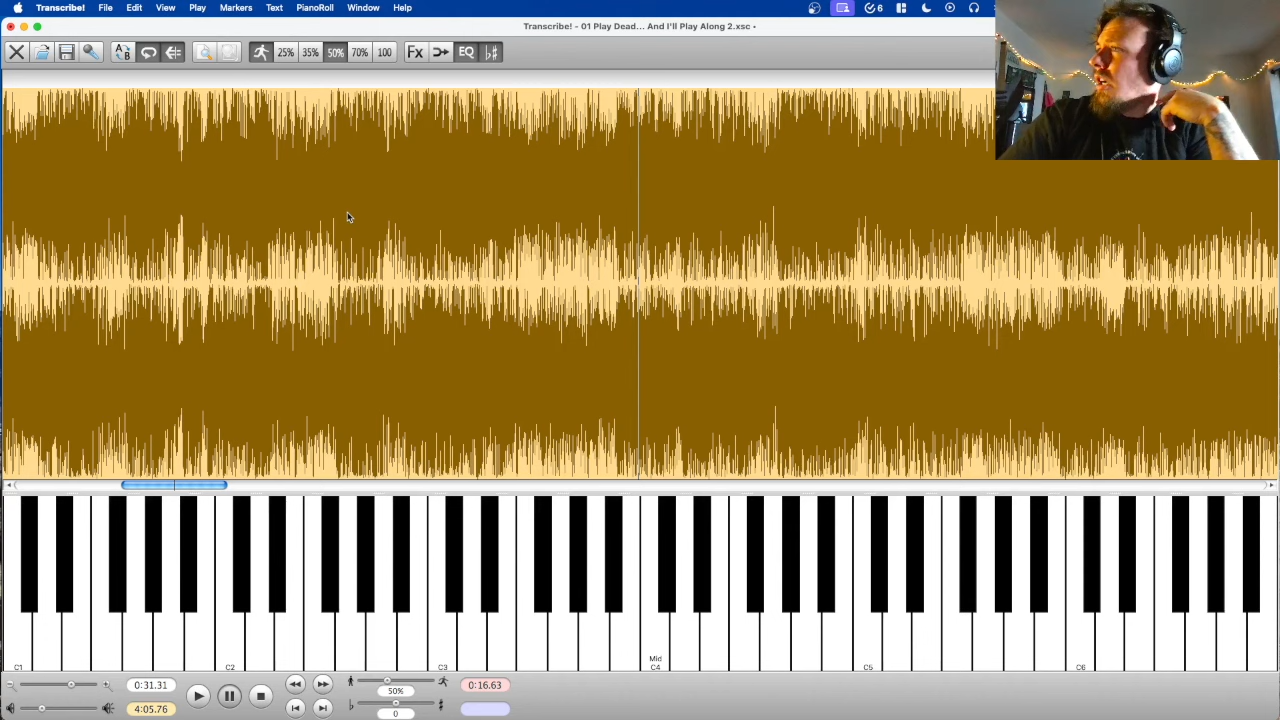 Transcribe! File Edit View Play Markers Text PianoRoll Window Help 6
Transcribe! - 01 Play Dead... And I'll Play Along 2.xsc •
A B 25% 35% 50% 70% 100 Fx EQ ♭♯
C1 C2 C3 Mid C4 C5 C6
0:31.31 50% 0:16.63
4:05.76 ♭ 0 ♯